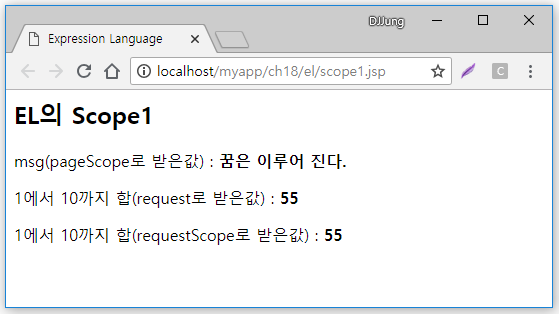 DJJung
Expression Language
localhost/myapp/ch18/el/scope1.jsp
C
EL의 Scope1
msg(pageScope로 받은값) : 꿈은 이루어 진다.
1에서 10까지 합(request로 받은값) : 55
1에서 10까지 합(requestScope로 받은값) : 55